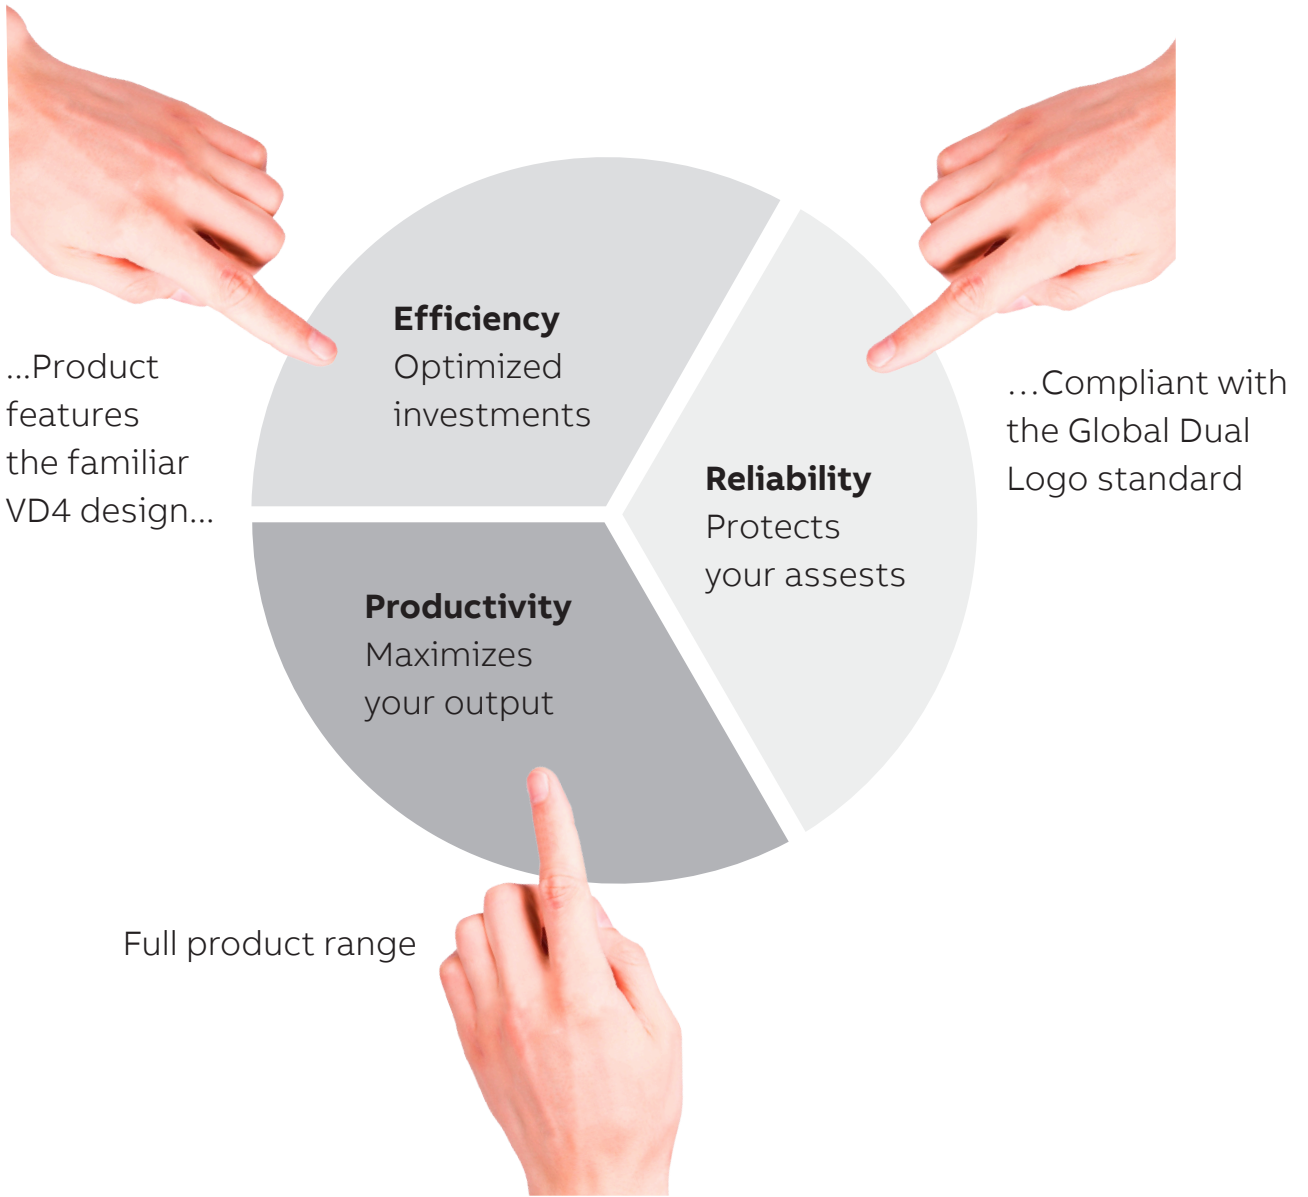 Efficiency
Optimized
investments
...Product
features
the familiar
VD4 design...
...Compliant with
the Global Dual
Logo standard
Reliability
Protects
your assests
Productivity
Maximizes
your output
Full product range